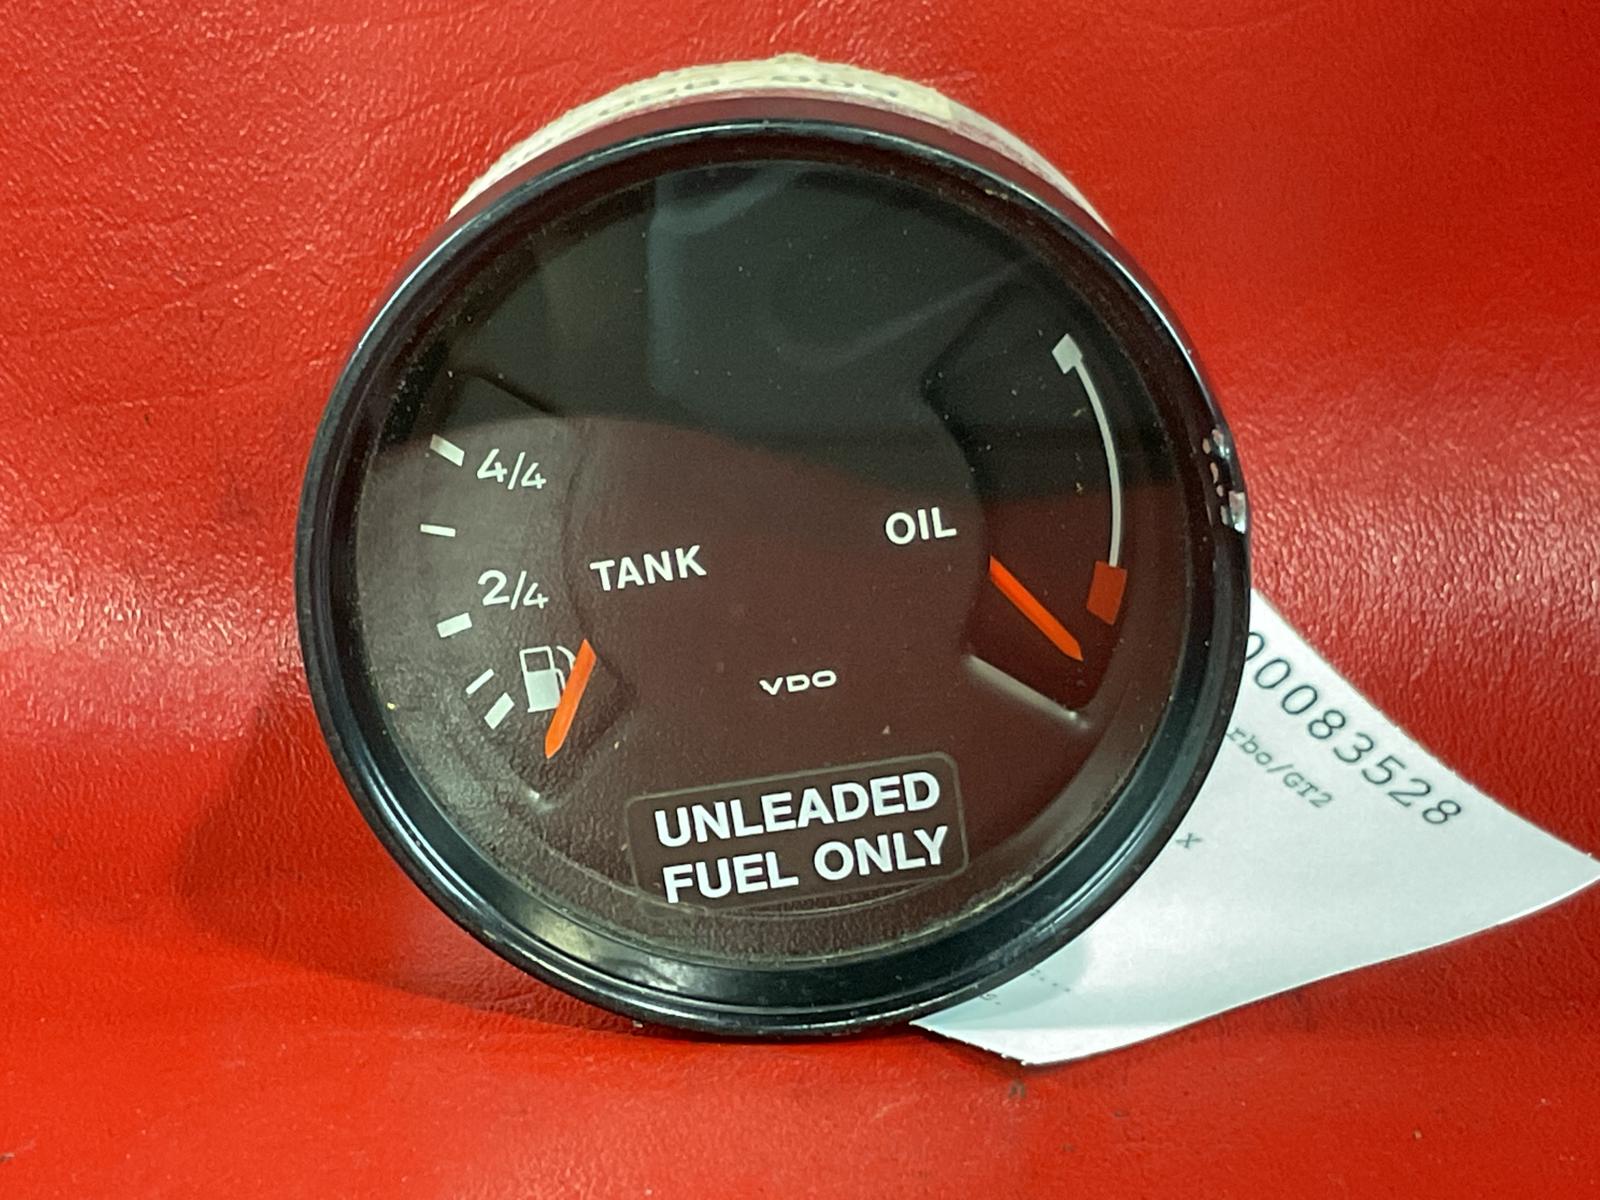 4/4
OIL
TANK
2/4
VDO
UNLEADED
FUEL ONLY
00083528
rbo/GT2
X